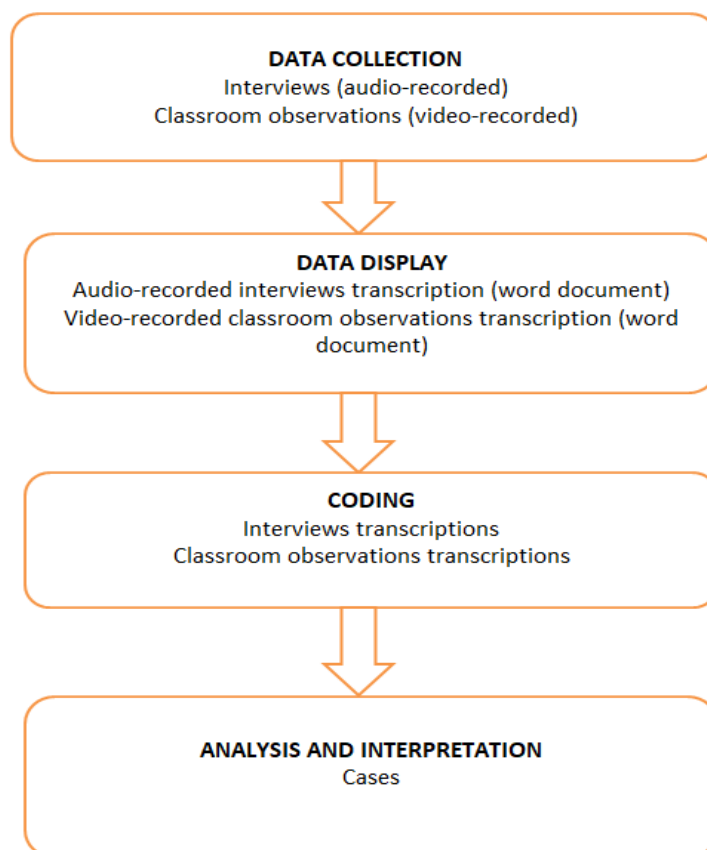 DATA COLLECTION
Interviews (audio-recorded)
Classroom observations (video-recorded)
DATA DISPLAY
Audio-recorded interviews transcription (word document)
Video-recorded classroom observations transcription (word
document)
CODING
Interviews transcriptions
Classroom observations transcriptions
ANALYSIS AND INTERPRETATION
Cases